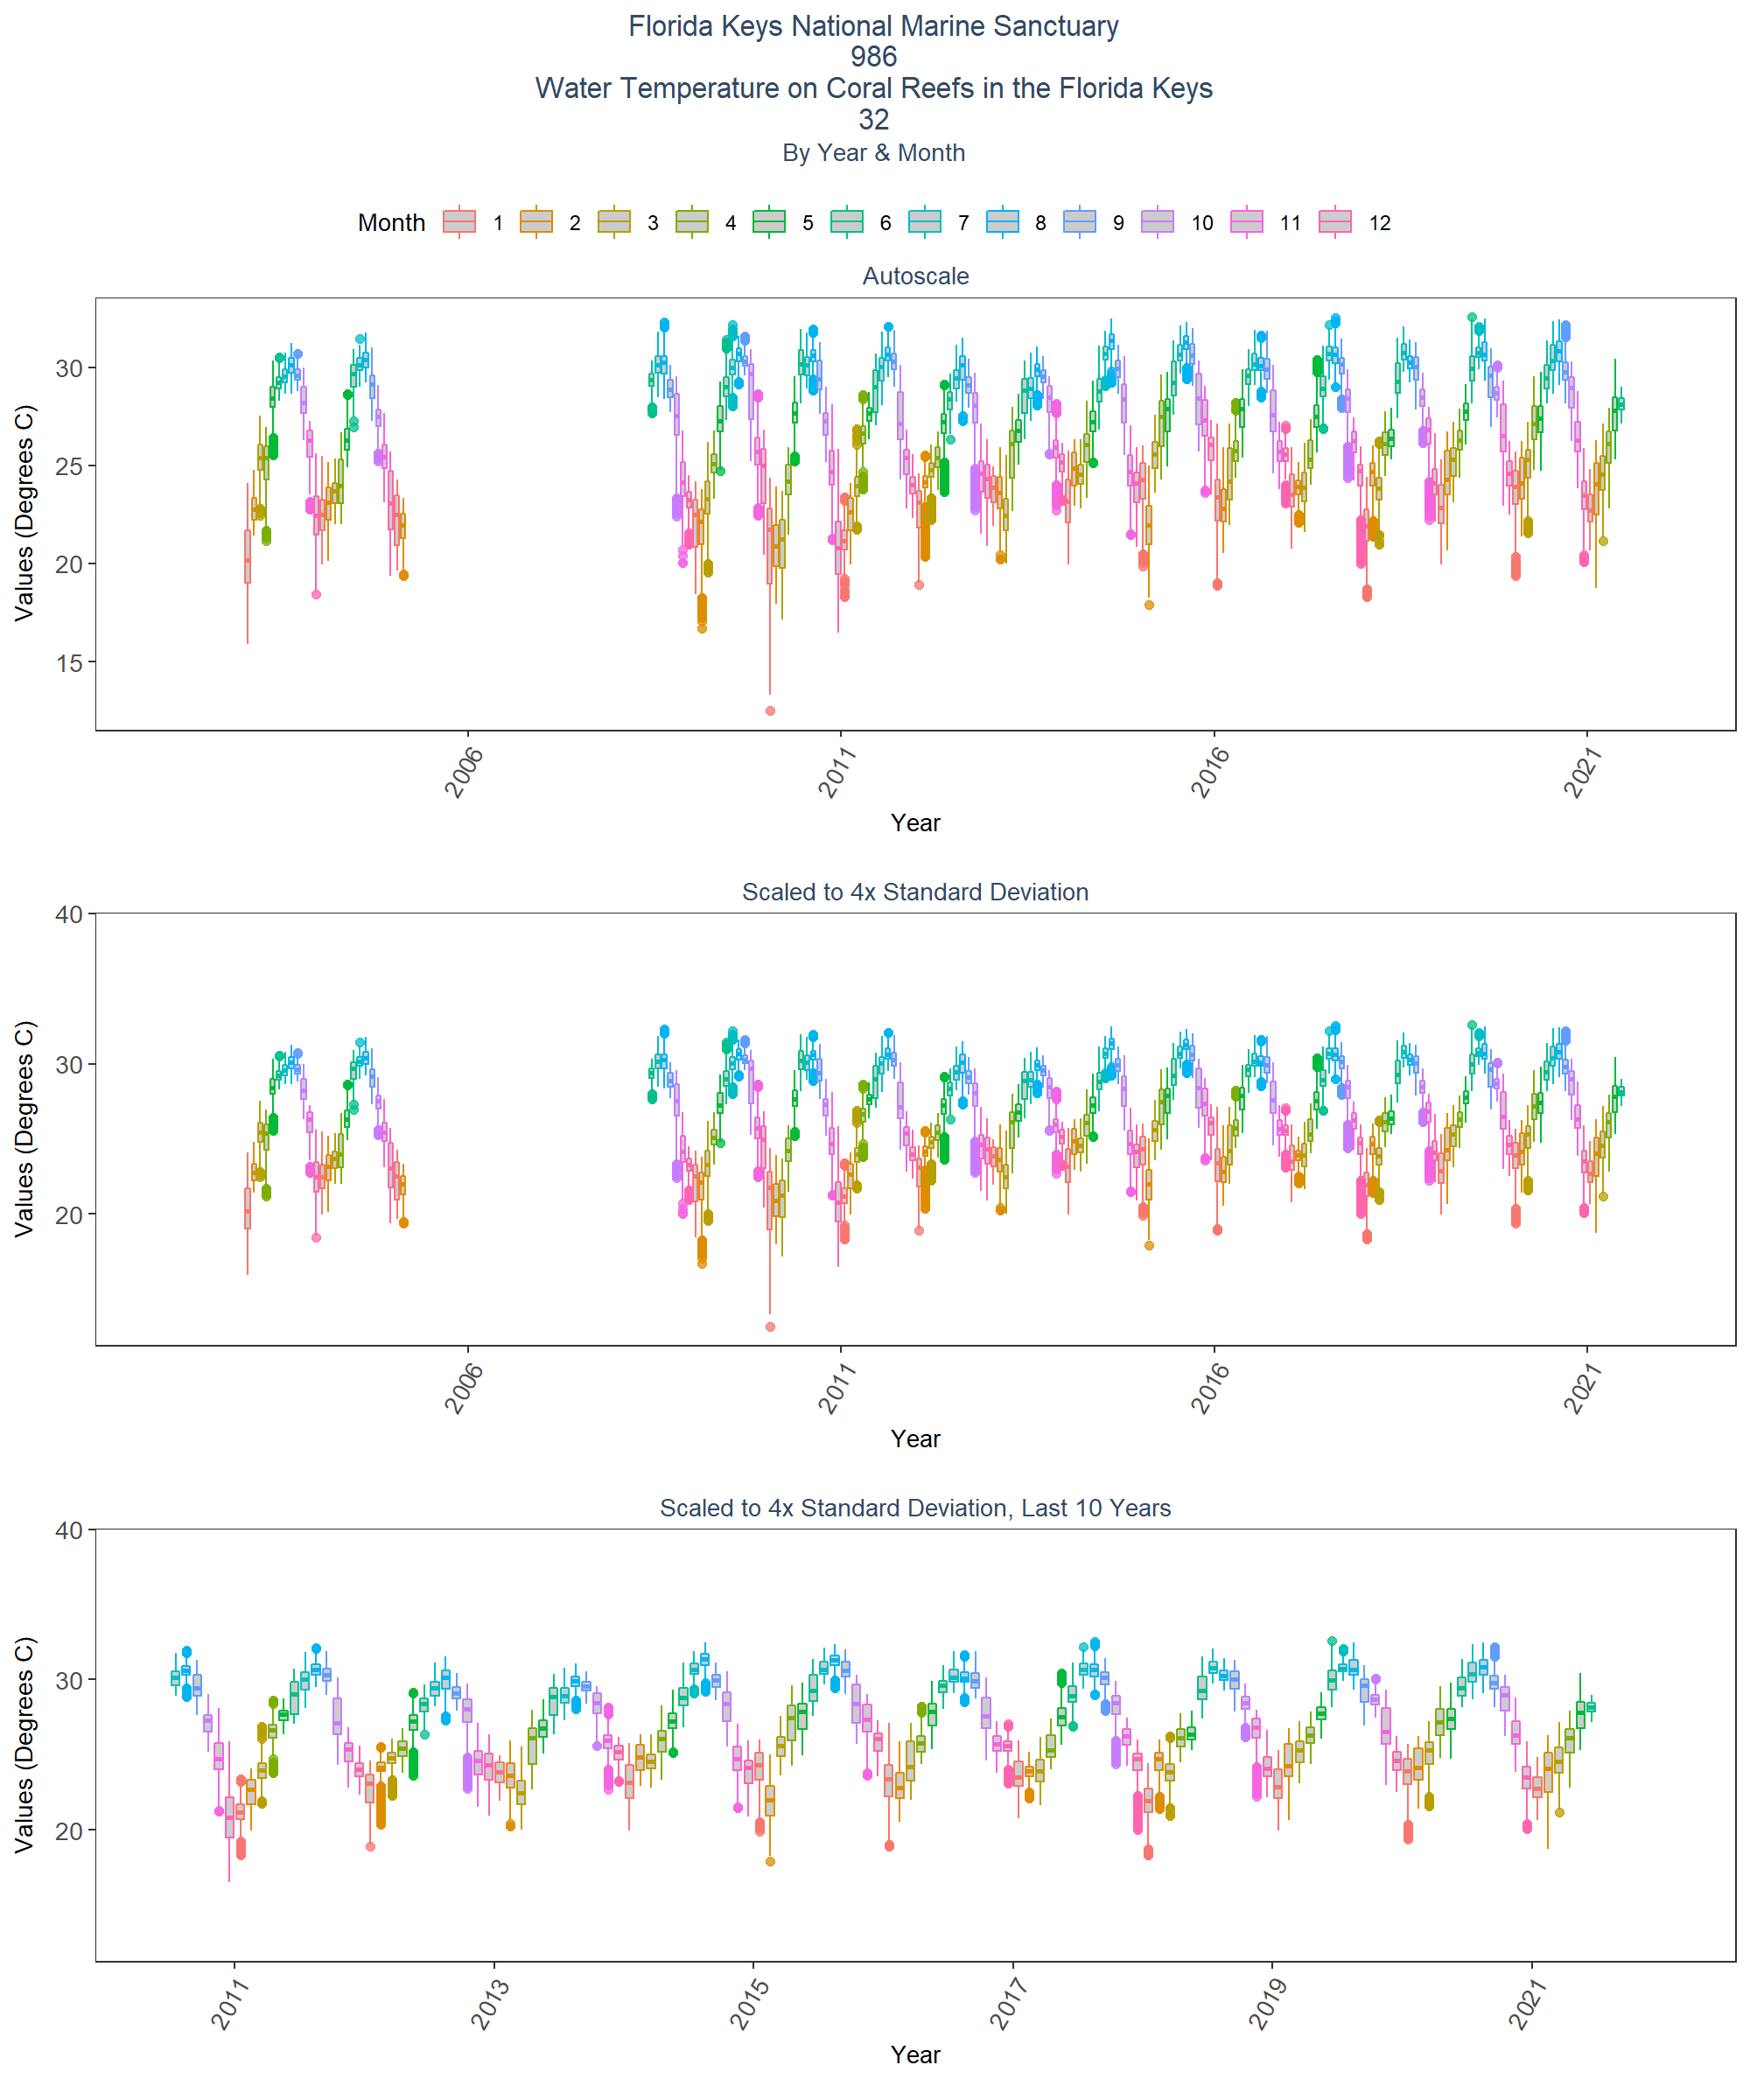 Florida Keys National Marine Sanctuary
986
Water Temperature on Coral Reefs in the Florida Keys
32
By Year & Month
Month 1 2 3 4 5 6 7 8 9 10 11 12
Autoscale
Values (Degrees C)
30
25
20
15
2006 2011 2016 2021
Year
Scaled to 4x Standard Deviation
Values (Degrees C)
40
30
20
2006 2011 2016 2021
Year
Scaled to 4x Standard Deviation, Last 10 Years
Values (Degrees C)
40
30
20
2011 2013 2015 2017 2019 2021
Year